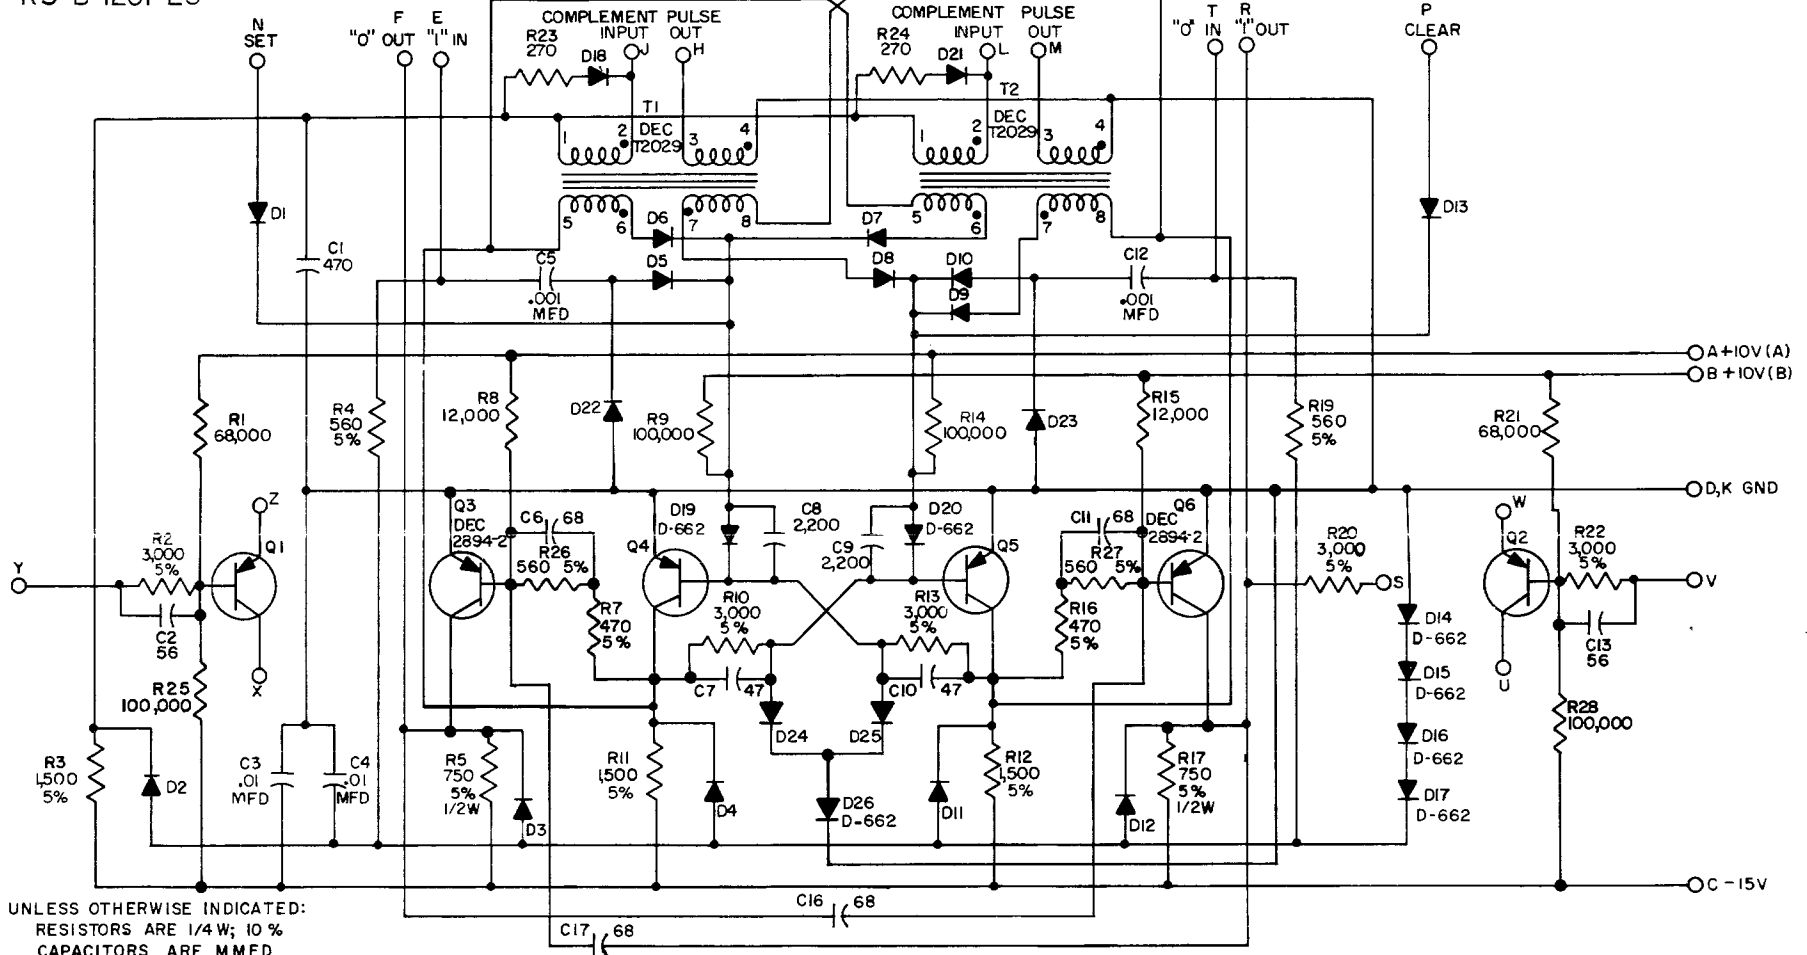 RS-B-4201-20
N
SET
F
"0" OUT
E
"1" IN
COMPLEMENT PULSE
INPUT OUT
J
H
R23
270
D18
T1
DEC
T2029
COMPLEMENT PULSE
INPUT OUT
L
M
R24
270
D21
T2
DEC
T2029
T
"0" IN
R
"1" OUT
P
CLEAR
1
2
3
4
5
6
7
8
1
2
3
4
5
6
7
8
D1
C1
470
D6
D5
C5
.001
MFD
D7
D8
D10
D9
C12
.001
MFD
D13
A+10V(A)
B+10V(B)
R1
68,000
R4
560
5%
R8
12,000
D22
R9
100,000
R14
100,000
D23
R15
12,000
R19
560
5%
R21
68,000
D,K GND
Y
R2
3,000
5%
Z
Q1
X
C2
56
R25
100,000
Q3
DEC
2894-2
C6
68
R26
560 5%
R7
470
5%
Q4
D19
D-662
C8
2,200
C9
2,200
D20
D-662
Q5
R10
3,000
5%
R13
3,000
5%
C7
47
C10
47
C11
68
R27
560 5%
R16
470
5%
DEC
2894-2
Q6
R20
3,000
5%
S
W
Q2
U
R22
3,000
5%
V
C13
56
R28
100,000
D14
D-662
D15
D-662
D16
D-662
D17
D-662
R3
1,500
5%
D2
C3
.01
MFD
C4
.01
MFD
R5
750
5%
1/2W
D3
R11
1,500
5%
D4
D24
D25
D26
D-662
D11
R12
1,500
5%
D12
R17
750
5%
1/2W
C -15V
C16
68
C17
68
UNLESS OTHERWISE INDICATED:
RESISTORS ARE 1/4W; 10%
CAPACITORS ARE MMFD